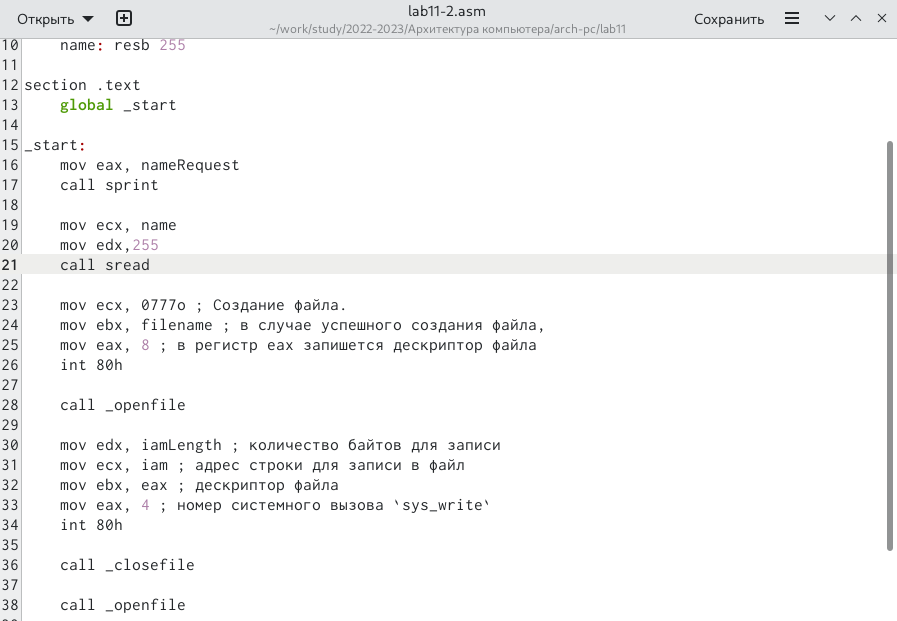 Открыть
lab11-2.asm
~/work/study/2022-2023/Архитектура компьютера/arch-pc/lab11
Сохранить
10 name: resb 255
11
12 section .text
13 global _start
14
15 _start:
16 mov eax, nameRequest
17 call sprint
18
19 mov ecx, name
20 mov edx,255
21 call sread
22
23 mov ecx, 0777o ; Создание файла.
24 mov ebx, filename ; в случае успешного создания файла,
25 mov eax, 8 ; в регистр eax запишется дескриптор файла
26 int 80h
27
28 call _openfile
29
30 mov edx, iamLength ; количество байтов для записи
31 mov ecx, iam ; адрес строки для записи в файл
32 mov ebx, eax ; дескриптор файла
33 mov eax, 4 ; номер системного вызова `sys_write`
34 int 80h
35
36 call _closefile
37
38 call _openfile